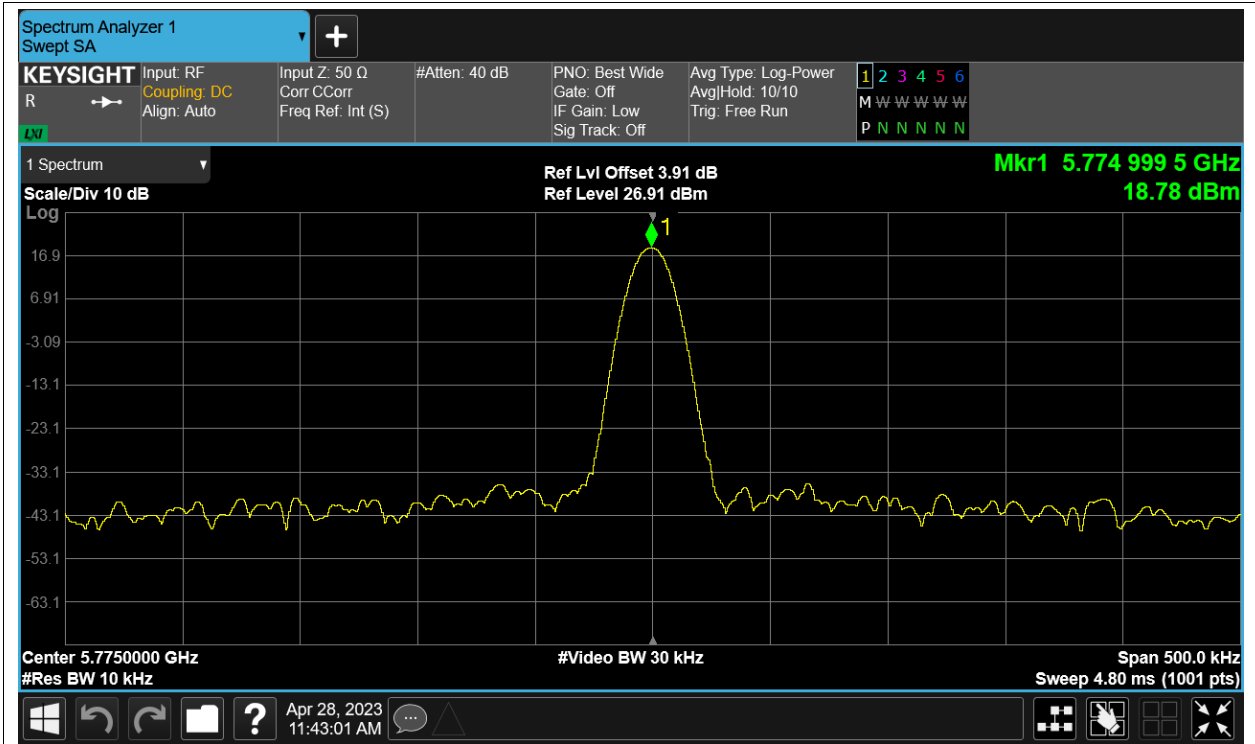 Spectrum Analyzer 1
Swept SA
+
KEYSIGHT
R
LXI
Input: RF
Coupling: DC
Align: Auto
Input Z: 50 Ω
Corr CCorr
Freq Ref: Int (S)
#Atten: 40 dB
PNO: Best Wide
Gate: Off
IF Gain: Low
Sig Track: Off
Avg Type: Log-Power
Avg|Hold: 10/10
Trig: Free Run
1 2 3 4 5 6
M W W W W W W
P N N N N N
1 Spectrum
Scale/Div 10 dB
Ref Lvl Offset 3.91 dB
Ref Level 26.91 dBm
Mkr1 5.774 999 5 GHz
18.78 dBm
Log
1
16.9
6.91
-3.09
-13.1
-23.1
-33.1
-43.1
-53.1
-63.1
Center 5.7750000 GHz
#Res BW 10 kHz
#Video BW 30 kHz
Span 500.0 kHz
Sweep 4.80 ms (1001 pts)
?
Apr 28, 2023
11:43:01 AM